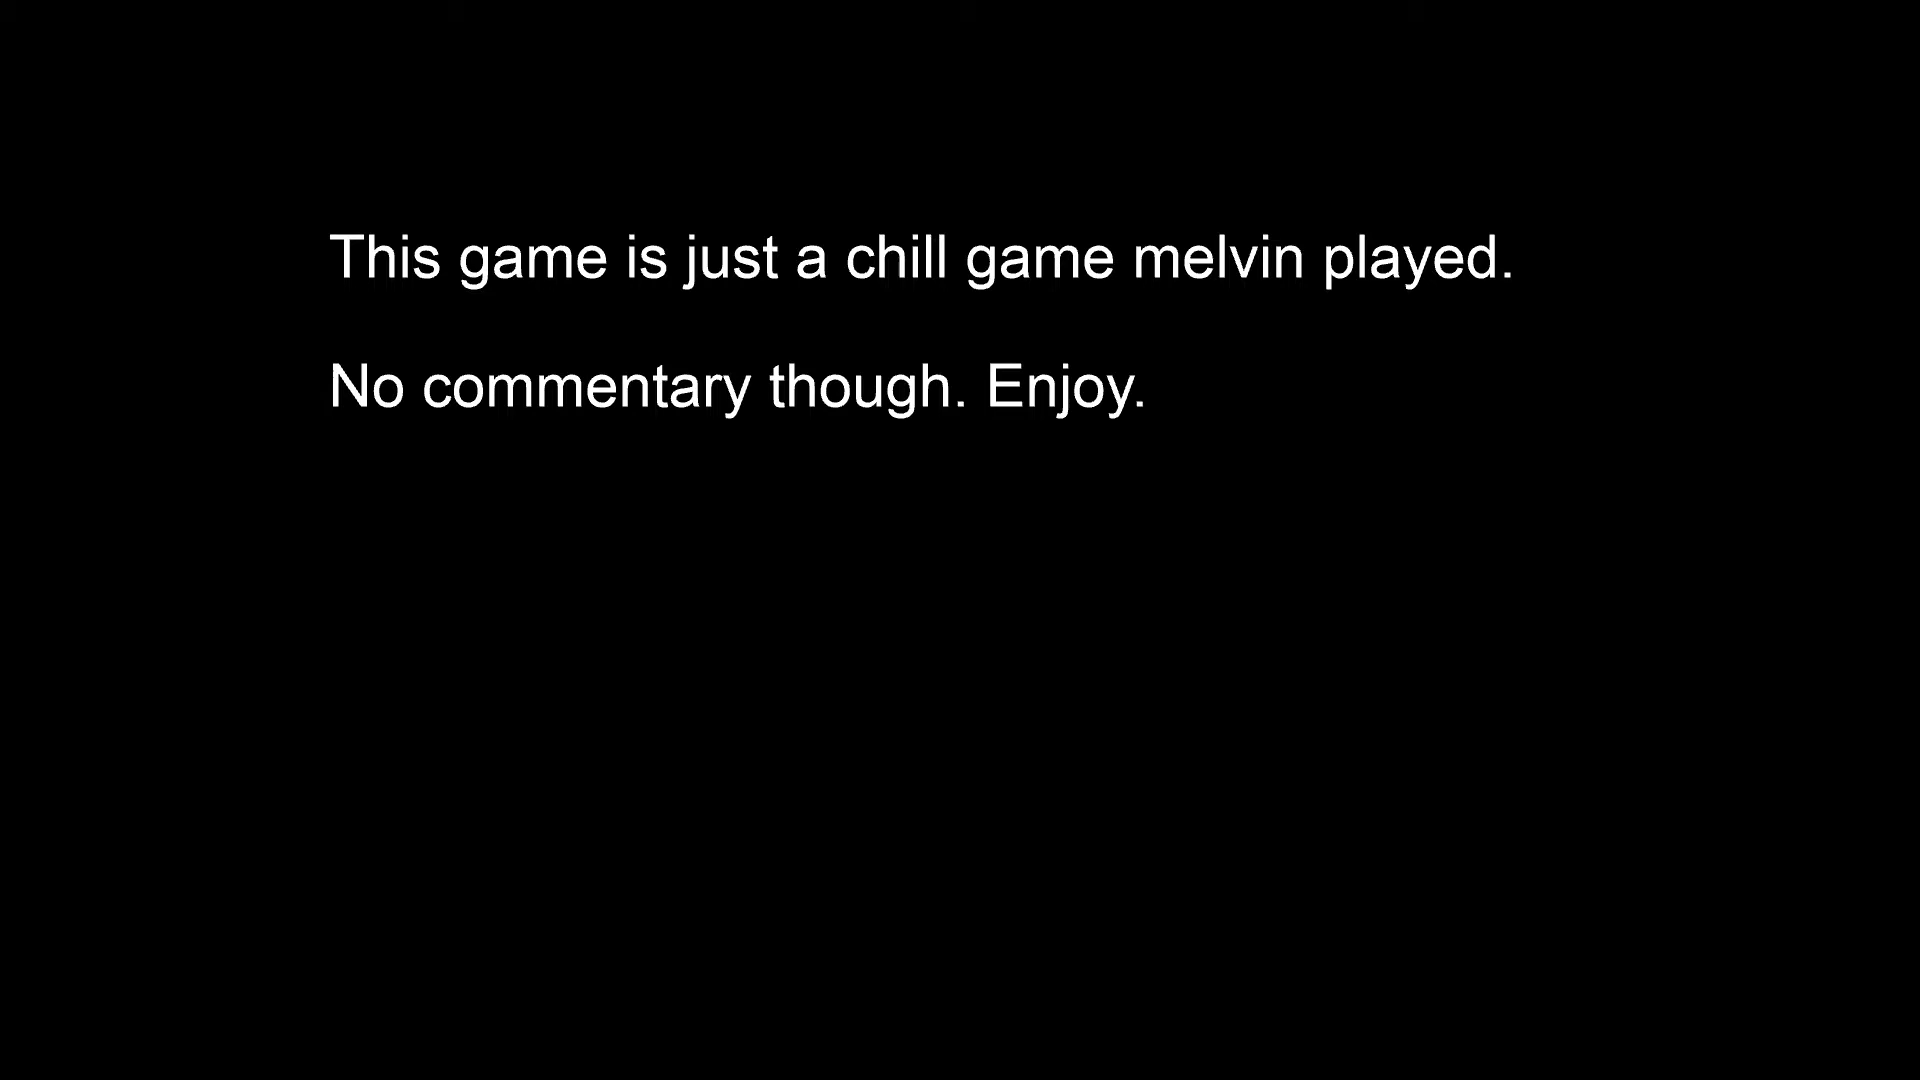 This game is just a chill game melvin played.
No commentary though. Enjoy.